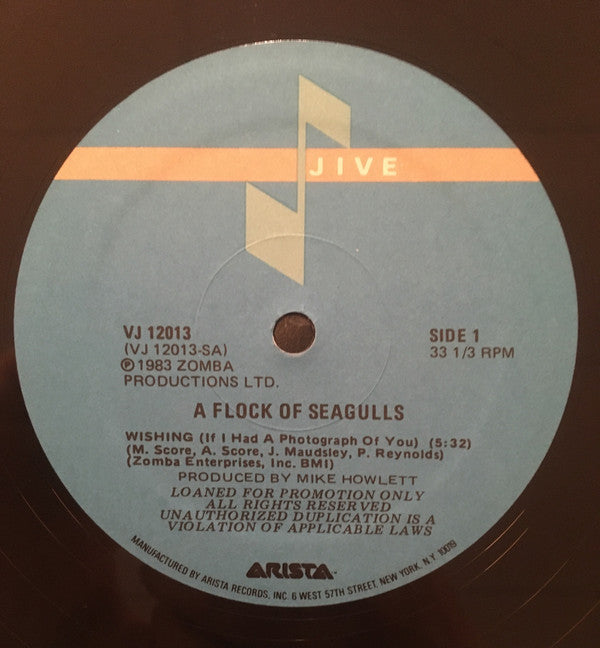 JIVE
VJ 12013
(VJ 12013-SA)
℗1983 ZOMBA
PRODUCTIONS LTD.
SIDE 1
33 1/3 RPM
A FLOCK OF SEAGULLS
WISHING (If I Had A Photograph Of You) (5:32)
(M. Score, A. Score, J. Maudsley, P. Reynolds)
(Zomba Enterprises, Inc. BMI)
PRODUCED BY MIKE HOWLETT
LOANED FOR PROMOTION ONLY
ALL RIGHTS RESERVED
UNAUTHORIZED DUPLICATION IS A
VIOLATION OF APPLICABLE LAWS
ARISTA
MANUFACTURED BY ARISTA RECORDS, INC. 6 WEST 57TH STREET, NEW YORK, N.Y. 10019